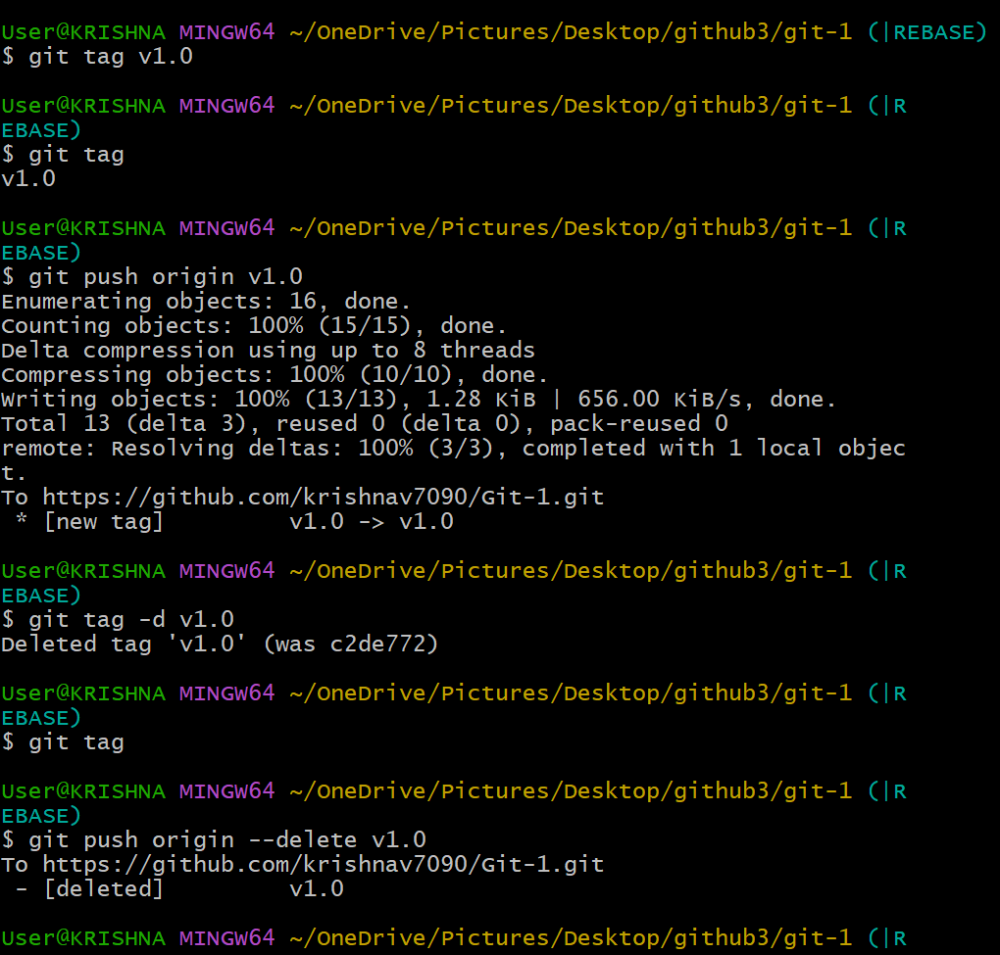 User@KRISHNA MINGW64 ~/OneDrive/Pictures/Desktop/github3/git-1 (|REBASE)
$ git tag v1.0
User@KRISHNA MINGW64 ~/OneDrive/Pictures/Desktop/github3/git-1 (|R
EBASE)
$ git tag
v1.0
User@KRISHNA MINGW64 ~/OneDrive/Pictures/Desktop/github3/git-1 (|R
EBASE)
$ git push origin v1.0
Enumerating objects: 16, done.
Counting objects: 100% (15/15), done.
Delta compression using up to 8 threads
Compressing objects: 100% (10/10), done.
Writing objects: 100% (13/13), 1.28 KiB | 656.00 KiB/s, done.
Total 13 (delta 3), reused 0 (delta 0), pack-reused 0
remote: Resolving deltas: 100% (3/3), completed with 1 local objec
t.
To https://github.com/krishnav7090/Git-1.git
 * [new tag]         v1.0 -> v1.0
User@KRISHNA MINGW64 ~/OneDrive/Pictures/Desktop/github3/git-1 (|R
EBASE)
$ git tag -d v1.0
Deleted tag 'v1.0' (was c2de772)
User@KRISHNA MINGW64 ~/OneDrive/Pictures/Desktop/github3/git-1 (|R
EBASE)
$ git tag
User@KRISHNA MINGW64 ~/OneDrive/Pictures/Desktop/github3/git-1 (|R
EBASE)
$ git push origin --delete v1.0
To https://github.com/krishnav7090/Git-1.git
 - [deleted]         v1.0
User@KRISHNA MINGW64 ~/OneDrive/Pictures/Desktop/github3/git-1 (|R